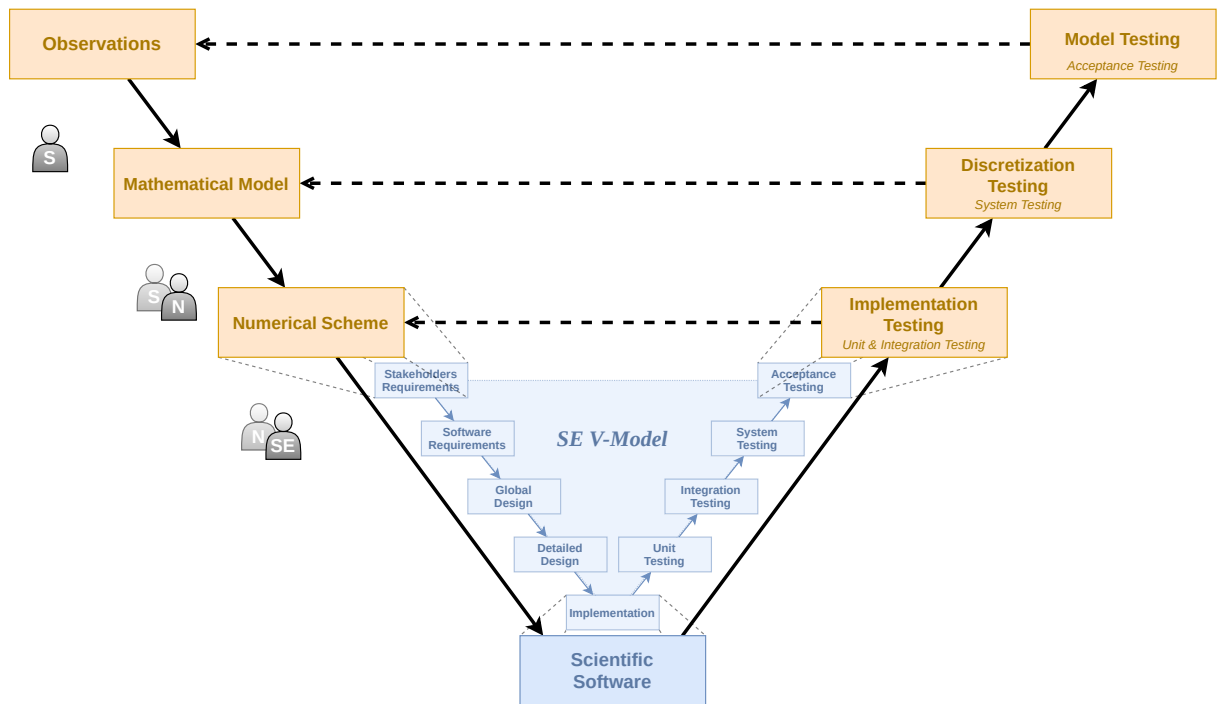 Observations
Model Testing
Acceptance Testing
S
Mathematical Model
Discretization
Testing
System Testing
S
N
Numerical Scheme
Implementation
Testing
Unit & Integration Testing
Stakeholders
Requirements
Acceptance
Testing
N
SE
Software
Requirements
SE V-Model
System
Testing
Global
Design
Integration
Testing
Detailed
Design
Unit
Testing
Implementation
Scientific
Software